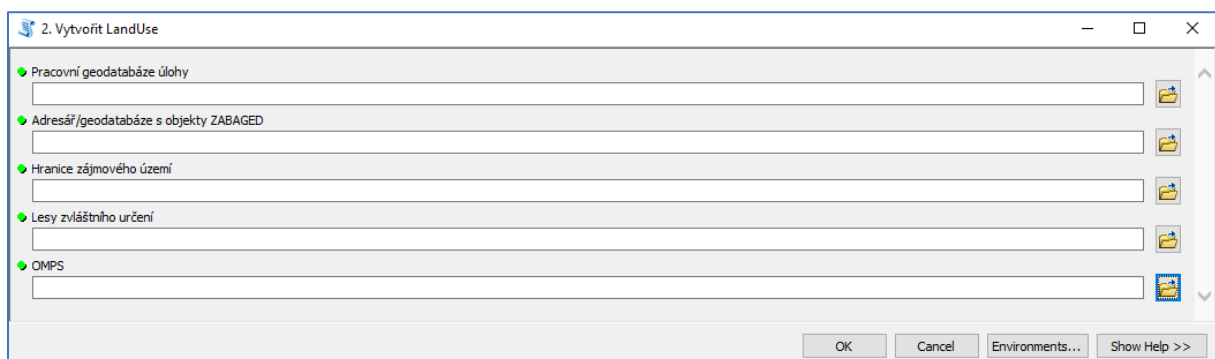 2. Vytvořit LandUse
Pracovní geodatabáze úlohy
Adresář/geodatabáze s objekty ZABAGED
Hranice zájmového území
Lesy zvláštního určení
OMPS
OK Cancel Environments... Show Help >>